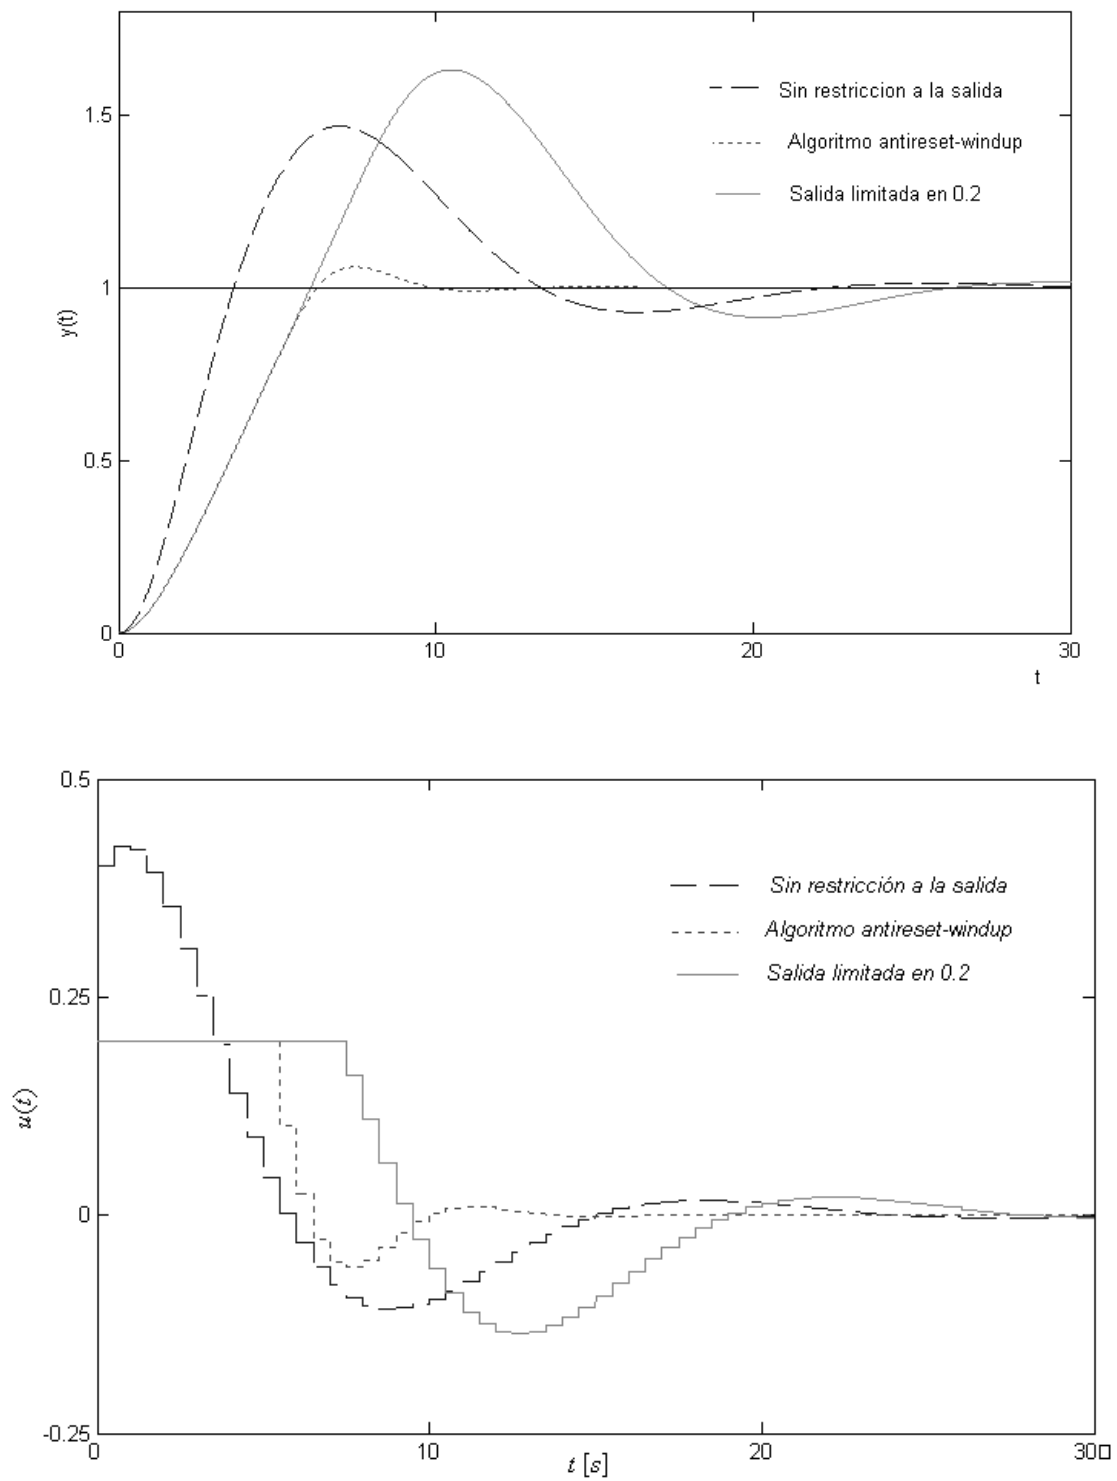 1.5
1
0.5
0
y(t)
Sin restriccion a la salida
Algoritmo antireset-windup
Salida limitada en 0.2
0
10
20
30
t
0.5
0.25
0
-0.25
u(t)
Sin restricción a la salida
Algoritmo antireset-windup
Salida limitada en 0.2
0
10
20
30□
t [s]